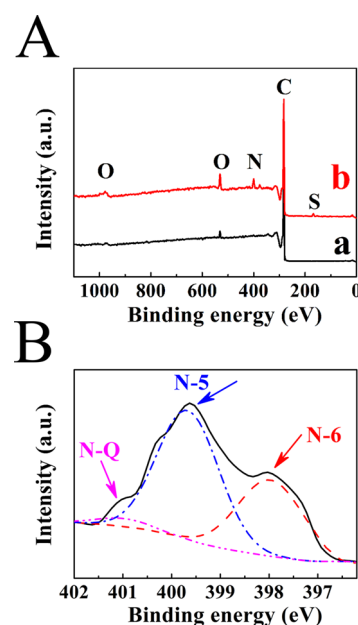 A
C
O
O
N
b
S
a
Intensity (a.u.)
1000 800 600 400 200 0
Binding energy (eV)
B
N-5
N-Q
N-6
Intensity (a.u.)
402 401 400 399 398 397
Binding energy (eV)